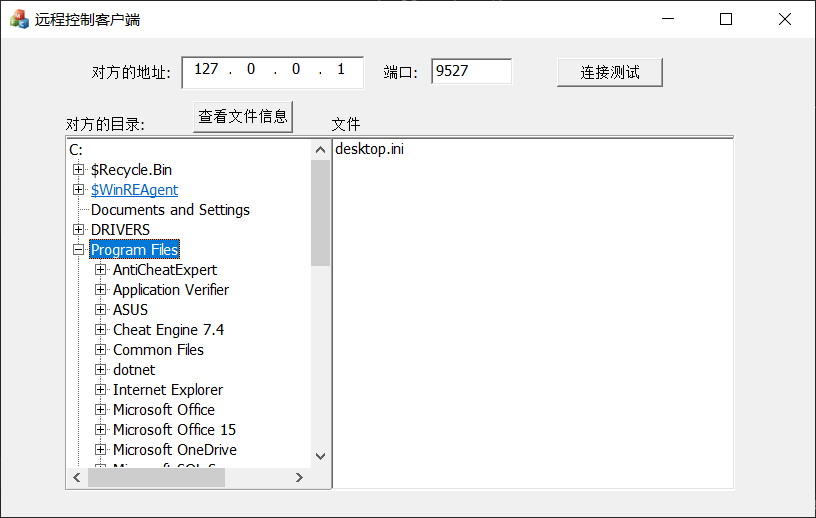 远程控制客户端
对方的地址: 127 . 0 . 0 . 1 端口: 9527 连接测试
对方的目录: 查看文件信息 文件
C:
$Recycle.Bin
$WinREAgent
Documents and Settings
DRIVERS
Program Files
AntiCheatExpert
Application Verifier
ASUS
Cheat Engine 7.4
Common Files
dotnet
Internet Explorer
Microsoft Office
Microsoft Office 15
Microsoft OneDrive
desktop.ini